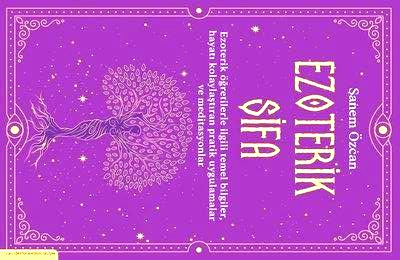 Şanem Özcan
EZOTERİK
ŞİFA
Ezoterik öğretilerle ilgili temel bilgiler,
hayatı kolaylaştıran pratik uygulamalar
ve meditasyonlar